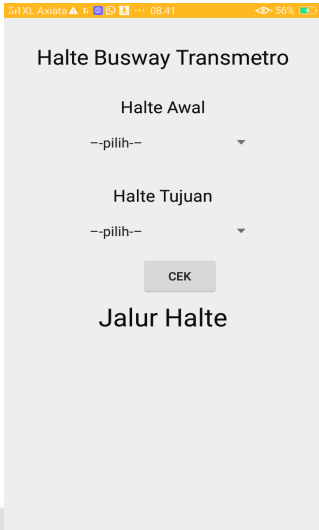 XL Axiata ··· 08.41 56%
Halte Busway Transmetro
Halte Awal
--pilih--
Halte Tujuan
--pilih--
CEK
Jalur Halte